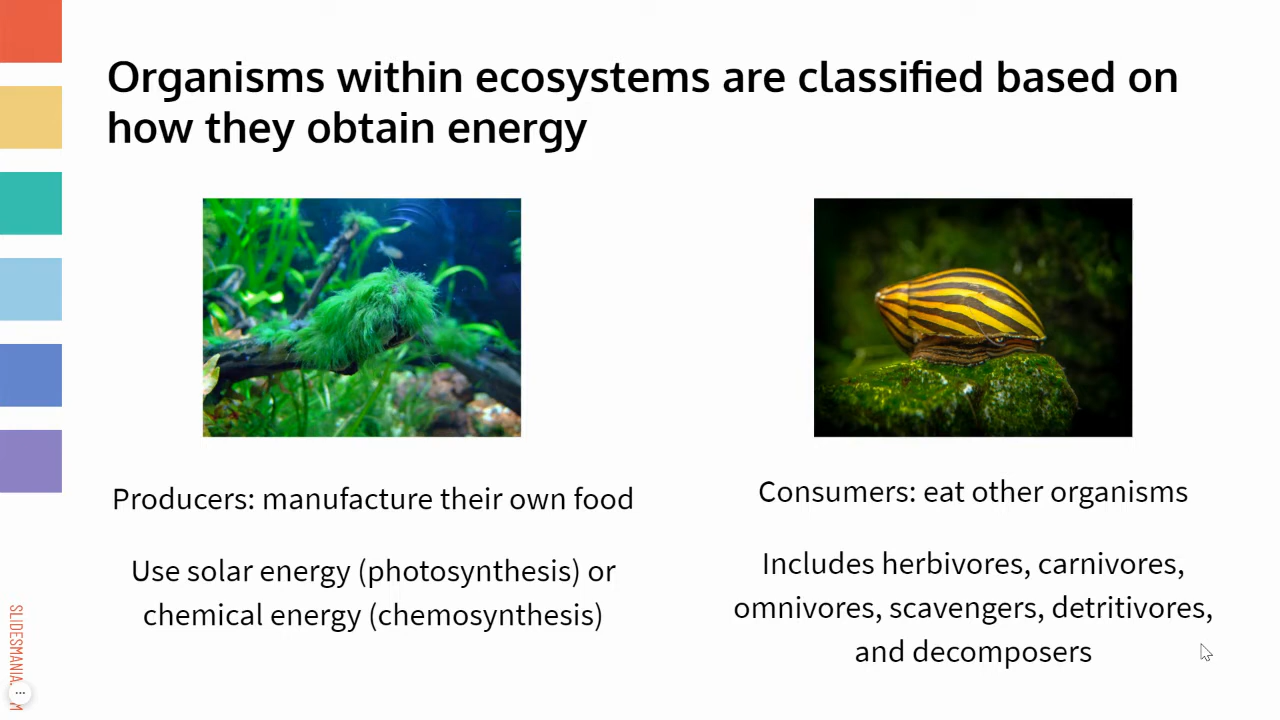 Organisms within ecosystems are classified based on
how they obtain energy
Producers: manufacture their own food
Use solar energy (photosynthesis) or
chemical energy (chemosynthesis)
Consumers: eat other organisms
Includes herbivores, carnivores,
omnivores, scavengers, detritivores,
and decomposers
SLIDESMANIA.